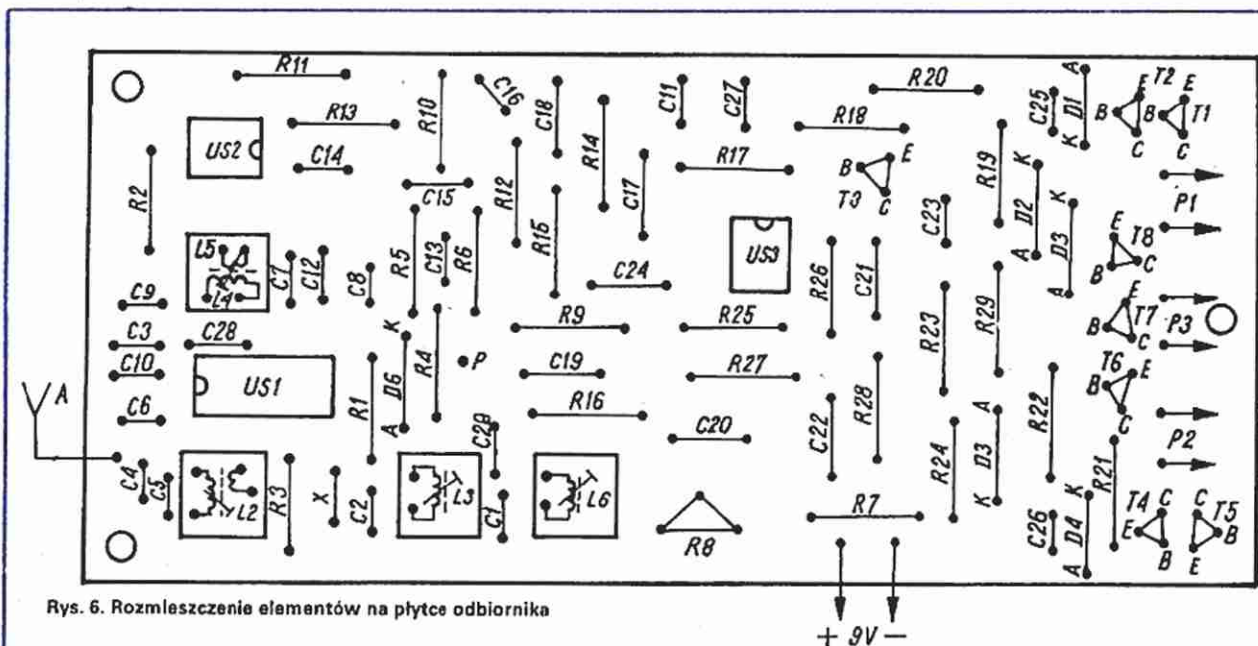 R11
R13
R10
C16
C18
R14
C11
C27
R18
R20
C25
D1
A
K
E
T2
B
C
B
E
T1
C
US2
C14
R2
C15
R12
R15
C17
R17
B
E
T3
C
R19
K
D2
A
K
D3
A
P1
L5
L4
C7
C12
C8
R5
C13
R6
C24
US3
R26
C21
C23
E
T8
B
C
C9
C3
C10
C6
C28
US1
R1
K
D6
A
R4
P
R9
C19
R16
R25
R27
R23
R29
E
T7
B
C
P3
T6
E
B
C
A
C4
C5
L2
R3
X
C2
L3
C29
C1
L6
C20
R8
C22
R28
R24
A
D3
K
R22
R21
P2
R7
C26
K
D4
A
T4
C
E
B
C
T5
B
E
Rys. 6. Rozmieszczenie elementów na płytce odbiornika
+ 9V −